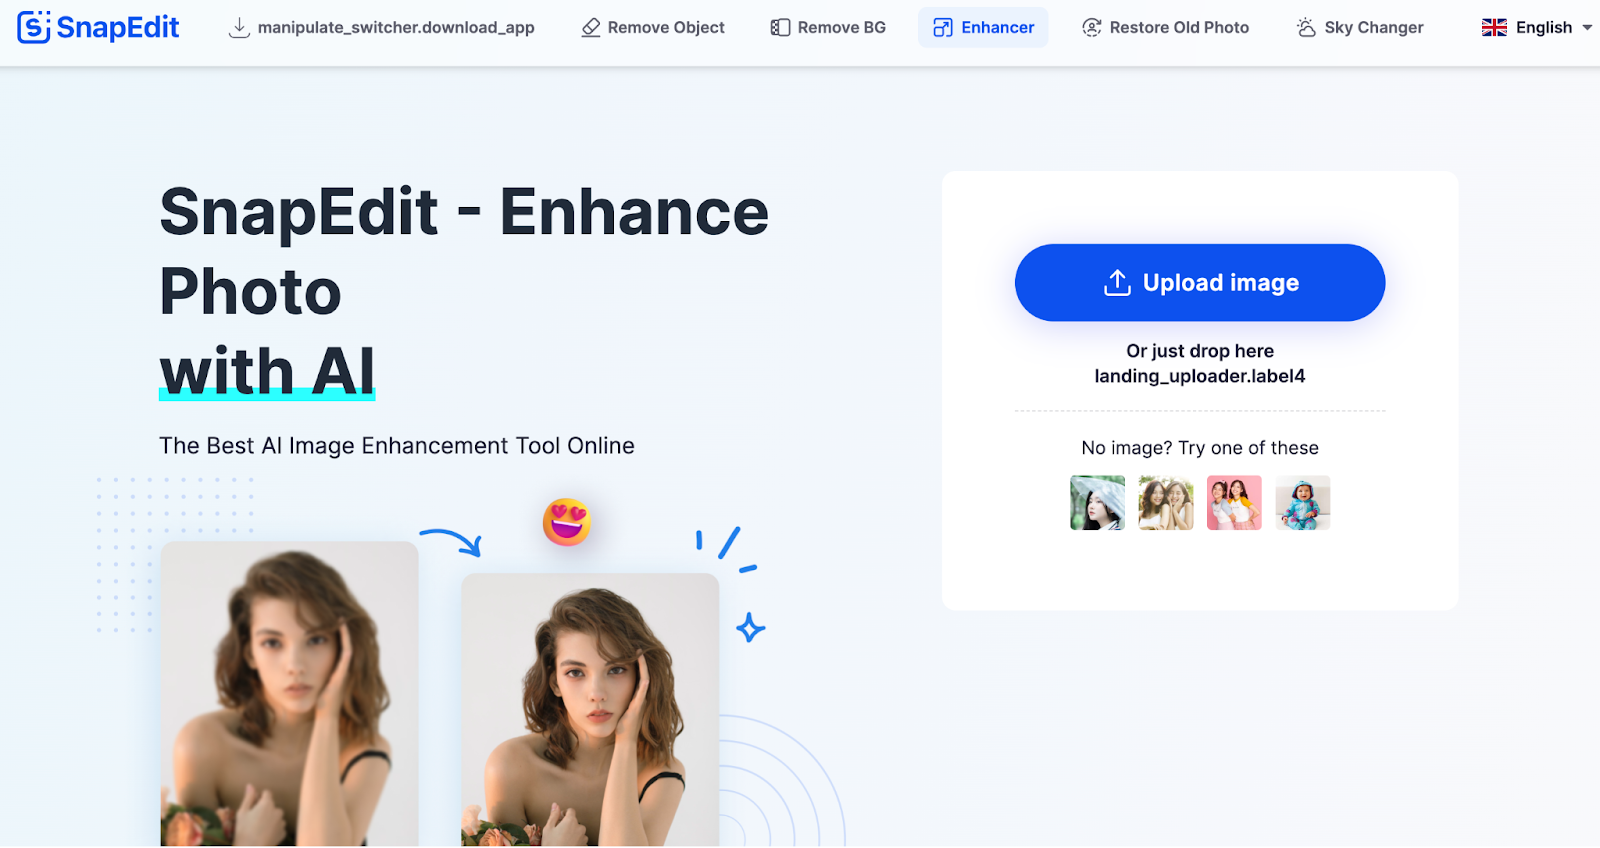 SnapEdit
manipulate_switcher.download_app
Remove Object
Remove BG
Enhancer
Restore Old Photo
Sky Changer
English
SnapEdit - Enhance
Photo
with AI
The Best AI Image Enhancement Tool Online
Upload image
Or just drop here
landing_uploader.label4
No image? Try one of these